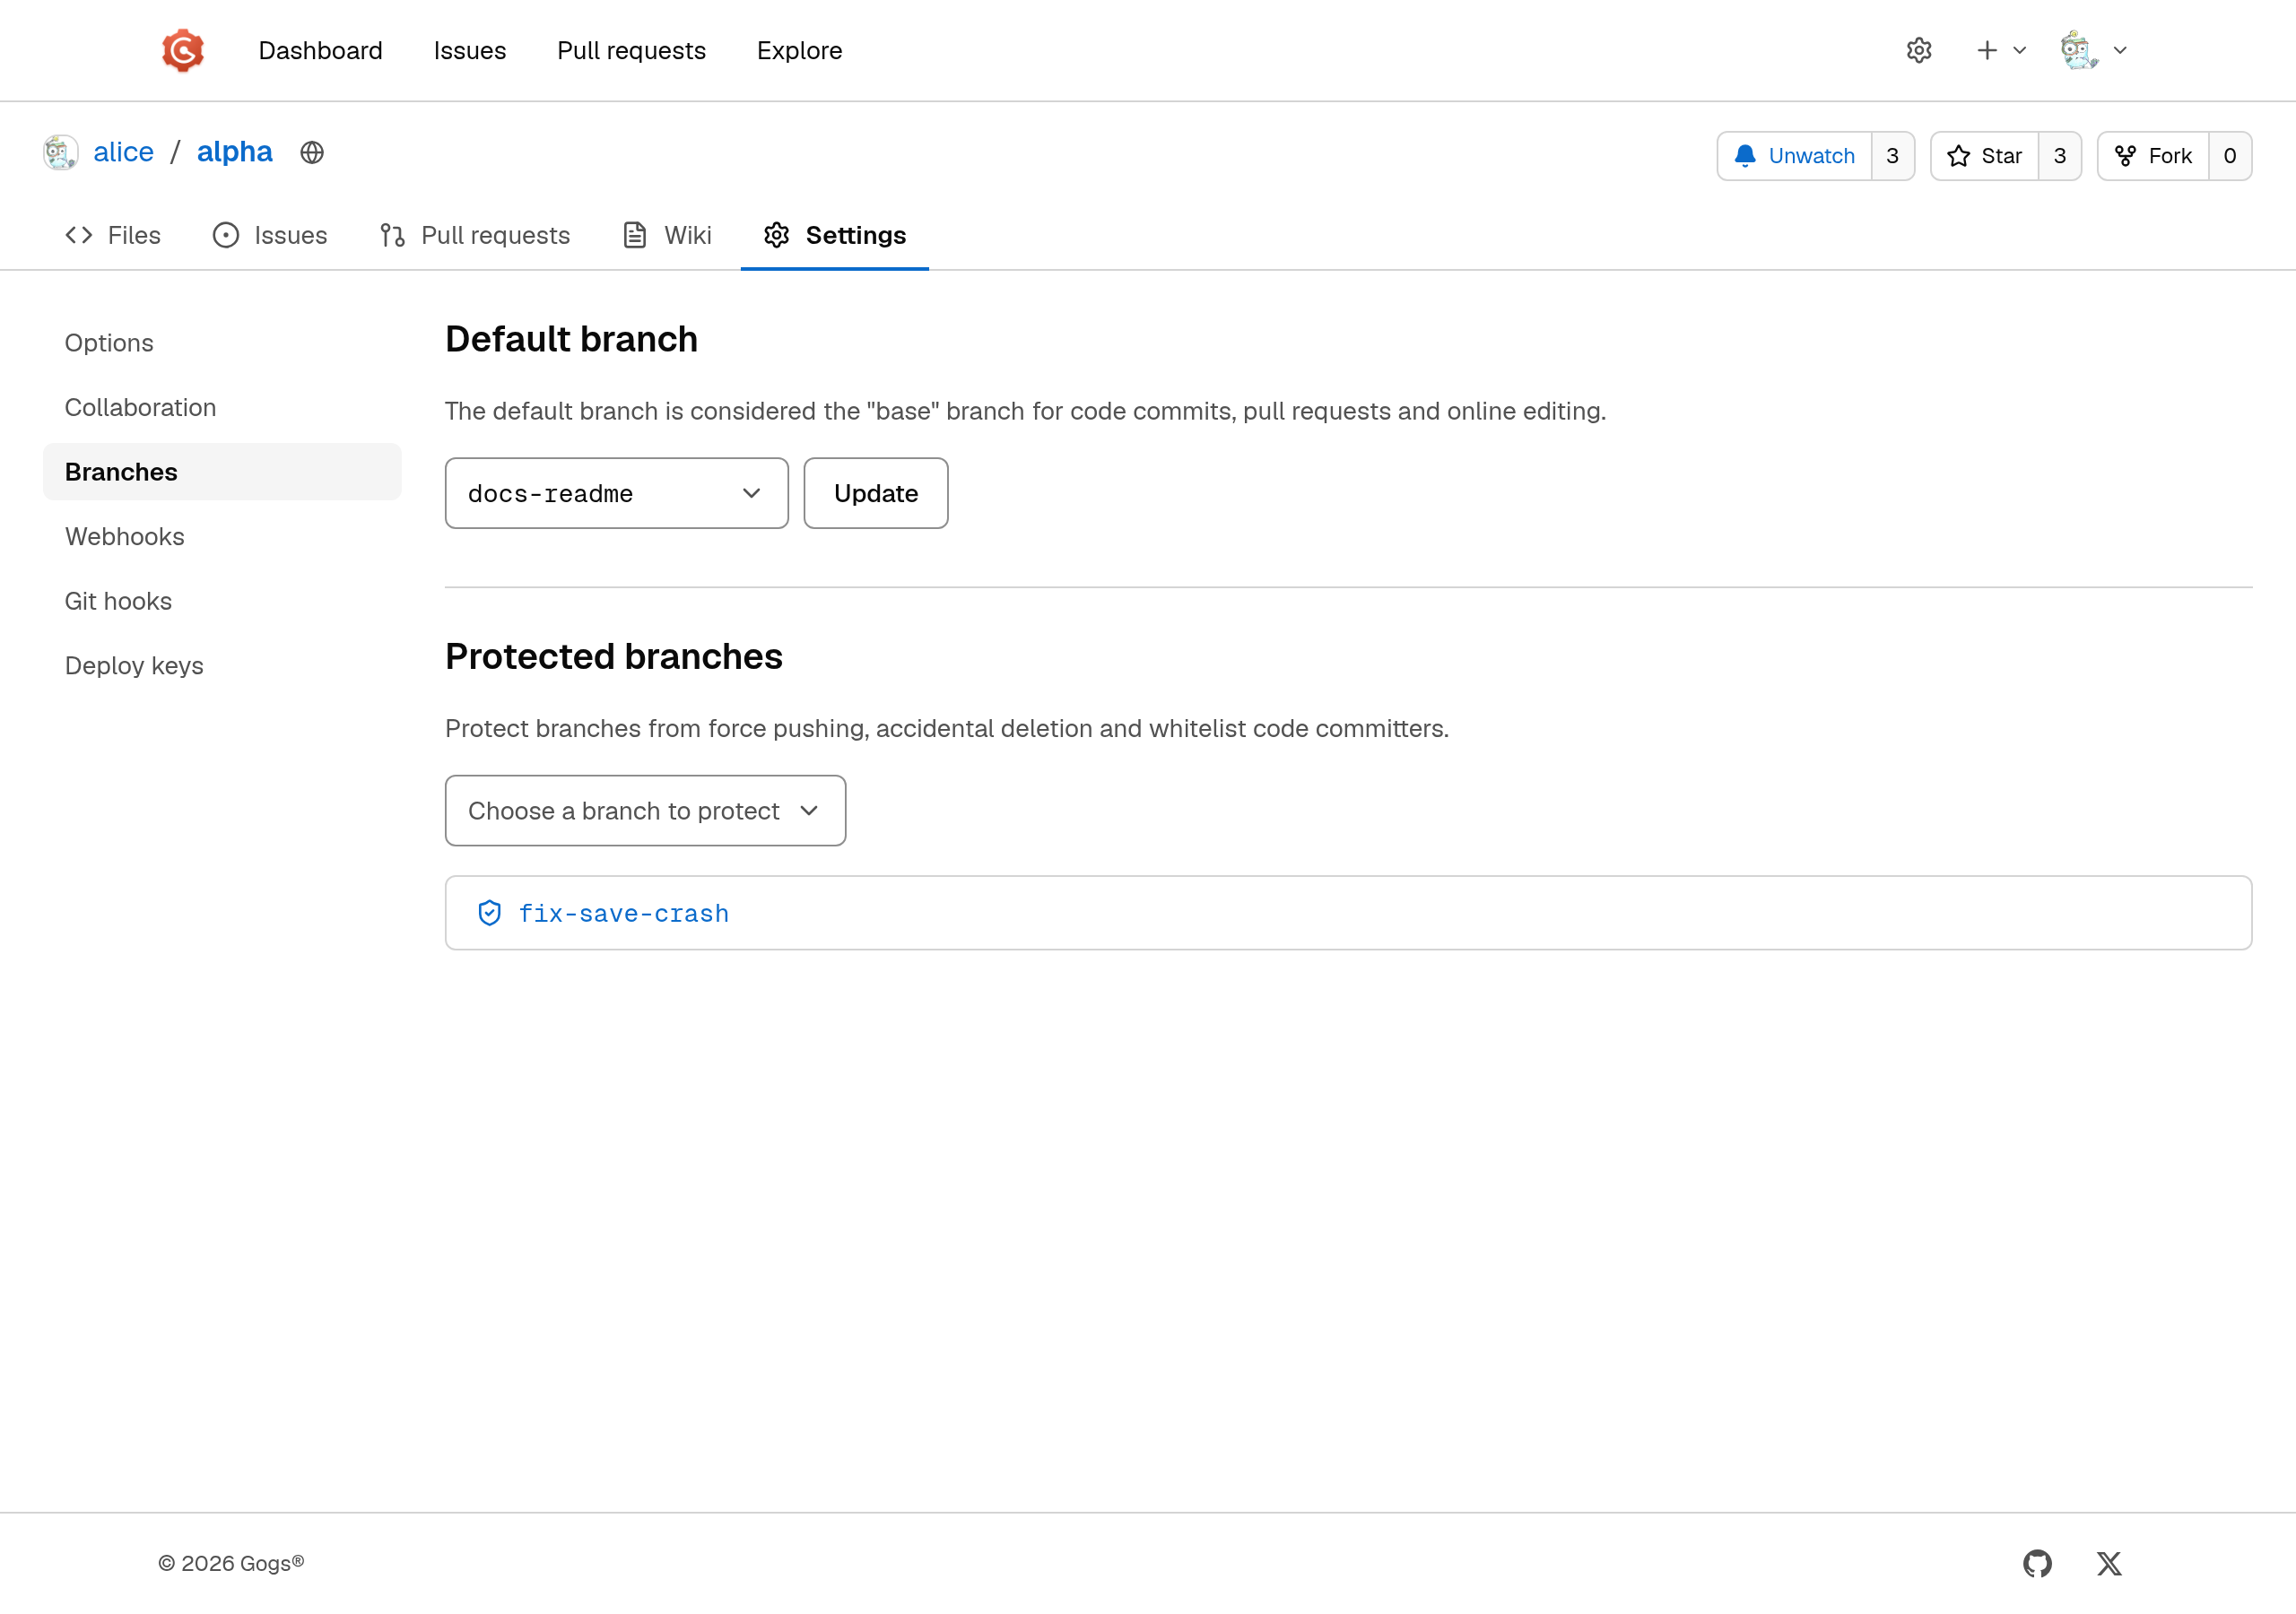 Dashboard Issues Pull requests Explore
alice / alpha
Unwatch 3 Star 3 Fork 0
Files Issues Pull requests Wiki Settings
Options
Collaboration
Branches
Webhooks
Git hooks
Deploy keys
Default branch
The default branch is considered the "base" branch for code commits, pull requests and online editing.
docs-readme Update
Protected branches
Protect branches from force pushing, accidental deletion and whitelist code committers.
Choose a branch to protect
fix-save-crash
© 2026 Gogs®